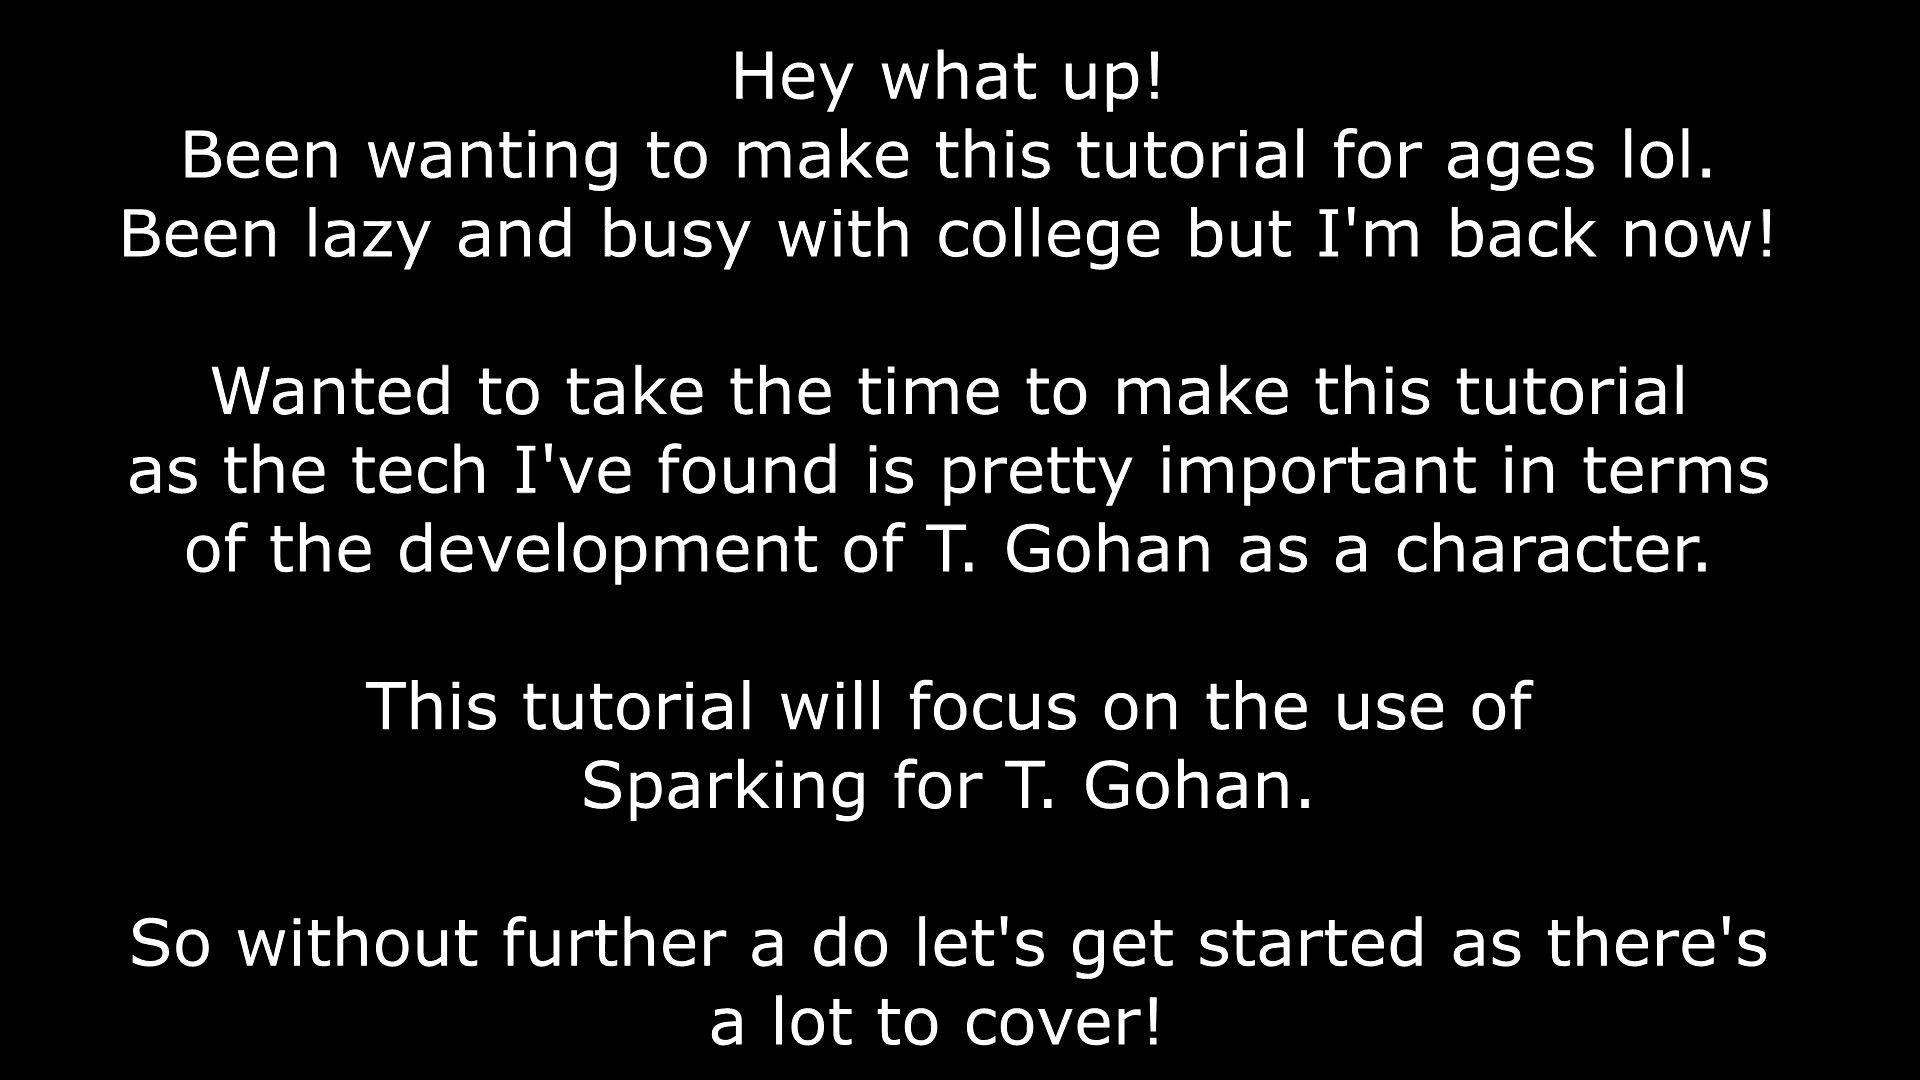 Hey what up!
Been wanting to make this tutorial for ages lol.
Been lazy and busy with college but I'm back now!
Wanted to take the time to make this tutorial
as the tech I've found is pretty important in terms
of the development of T. Gohan as a character.
This tutorial will focus on the use of
Sparking for T. Gohan.
So without further a do let's get started as there's
a lot to cover!